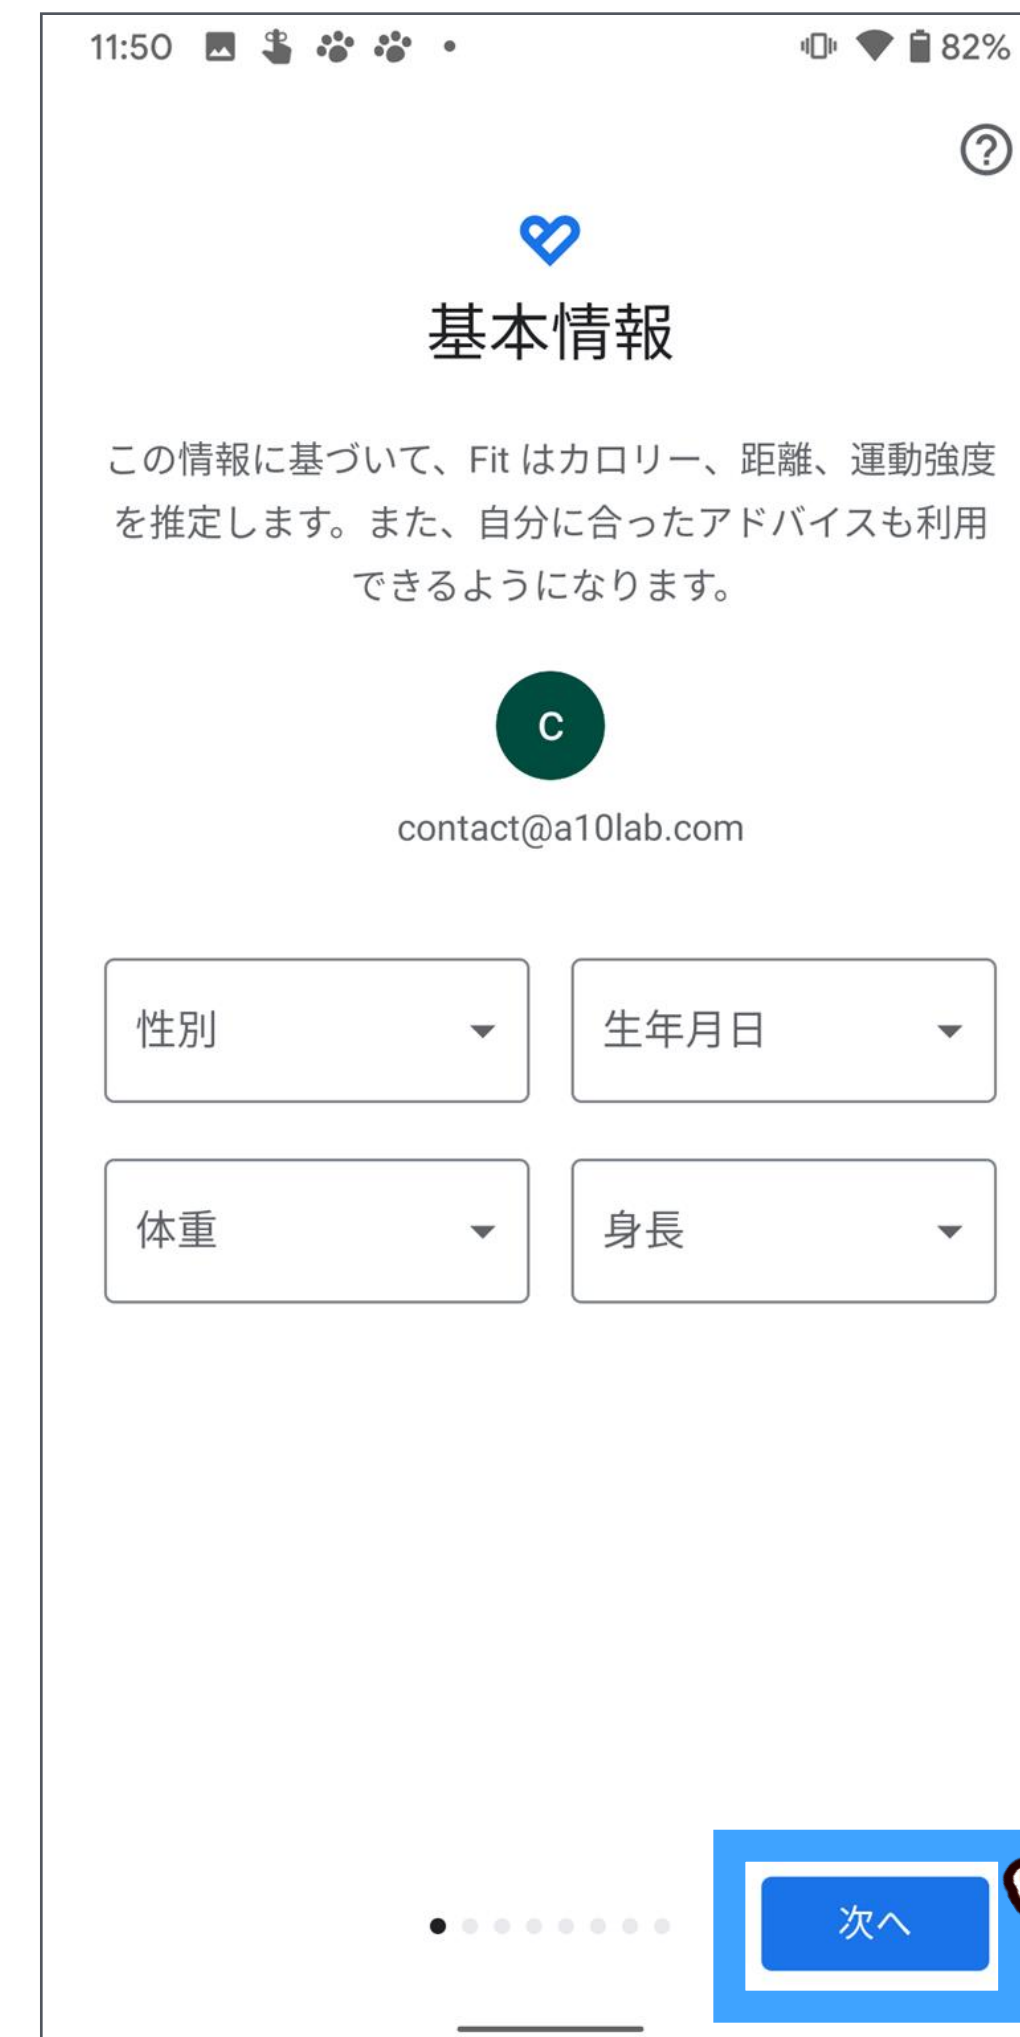 11:50
82%
基本情報
この情報に基づいて、Fit はカロリー、距離、運動強度
を推定します。また、自分に合ったアドバイスも利用
できるようになります。
C
contact@a10lab.com
性別
生年月日
体重
身長
次へ